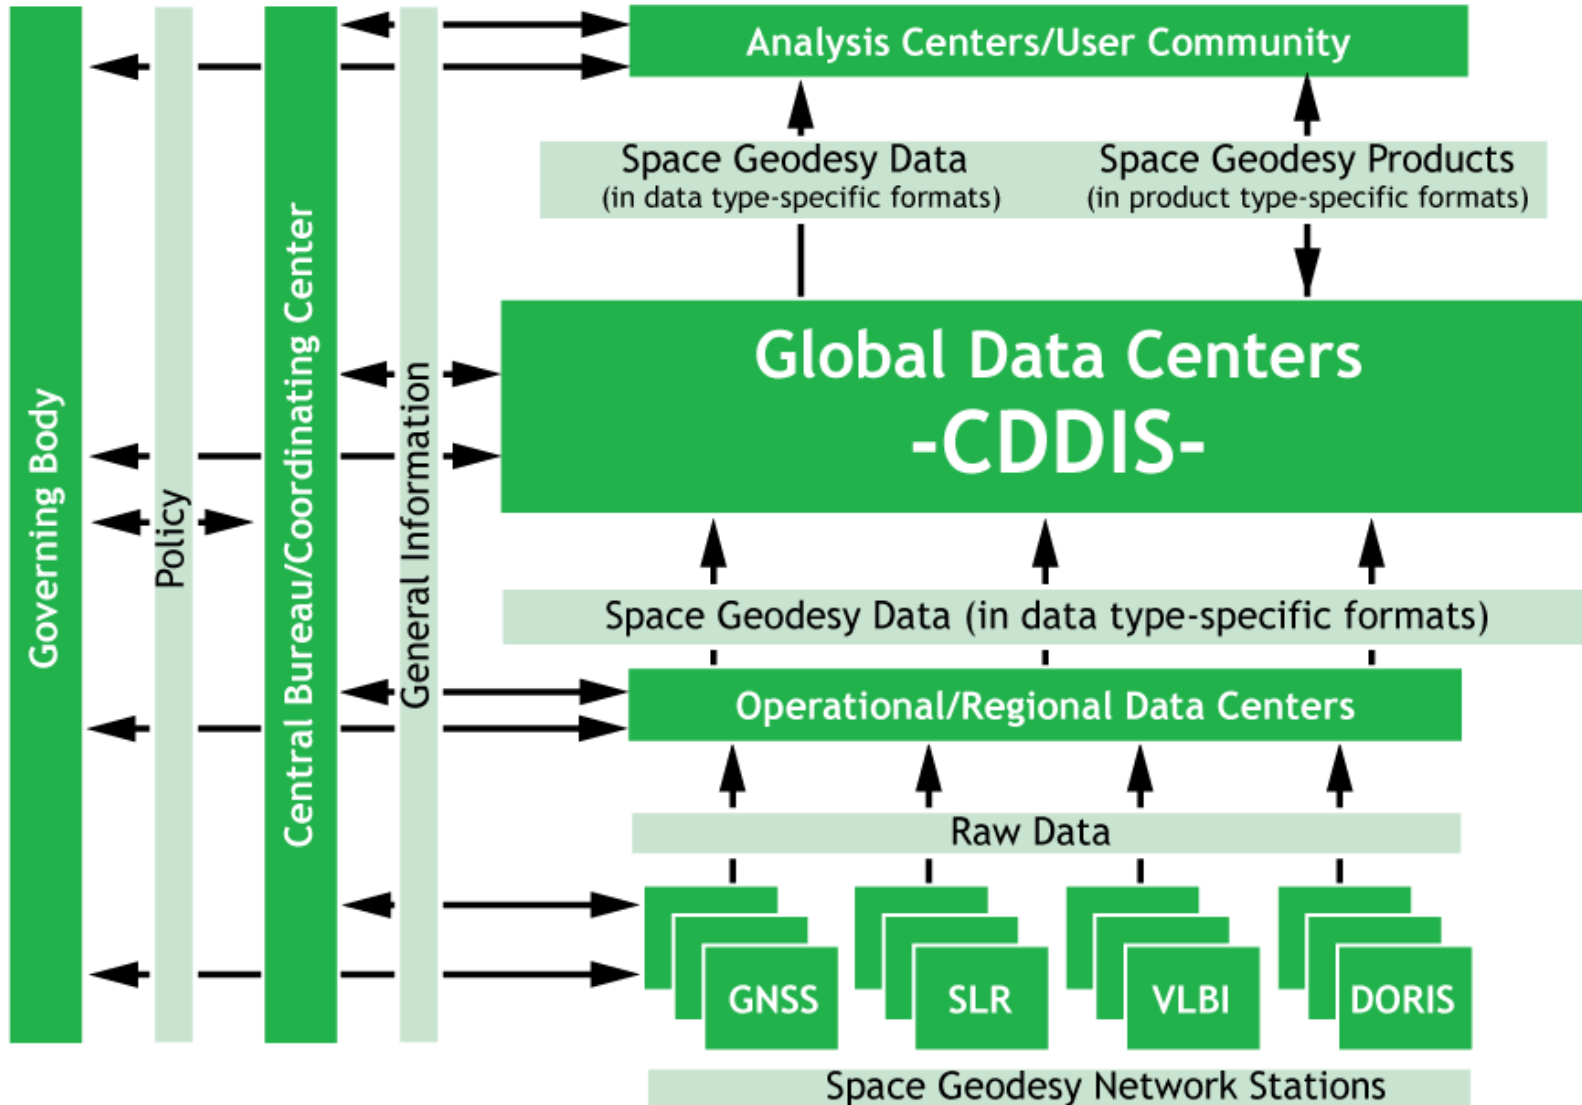 Governing Body
Policy
Central Bureau/Coordinating Center
General Information
Analysis Centers/User Community
Space Geodesy Data
(in data type-specific formats)
Space Geodesy Products
(in product type-specific formats)
Global Data Centers
-CDDIS-
Space Geodesy Data (in data type-specific formats)
Operational/Regional Data Centers
Raw Data
GNSS
SLR
VLBI
DORIS
Space Geodesy Network Stations